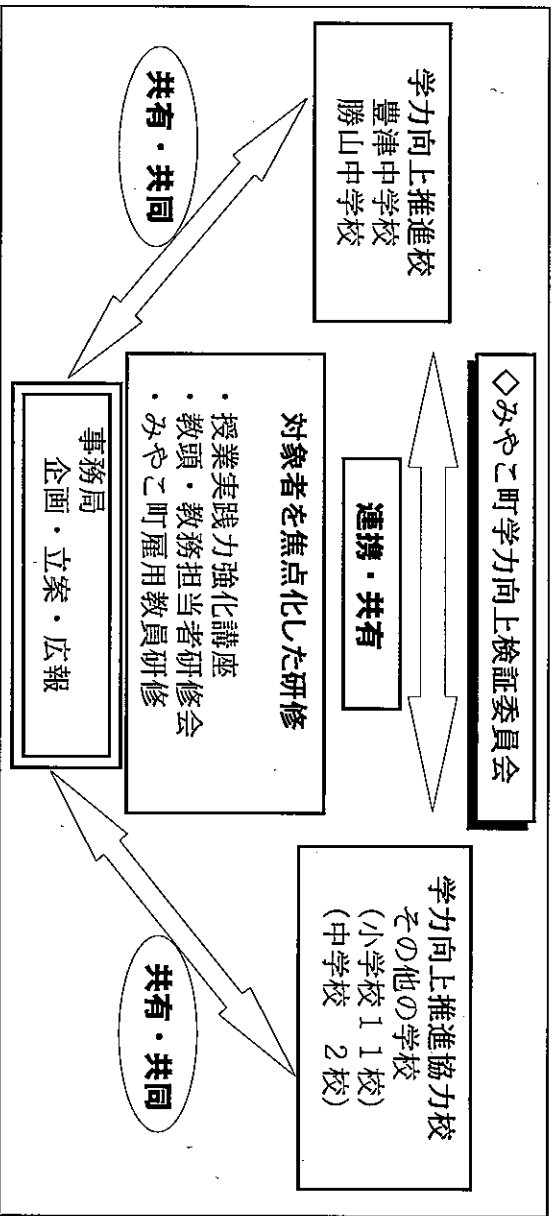 ◇みやこ町学力向上検証委員会
学力向上推進校
豊津中学校
勝山中学校
連携・共有
学力向上推進協力校
その他の学校
(小学校１１校)
(中学校　２校)
対象者を焦点化した研修
・授業実践力強化講座
・教頭・教務担当者研修会
・みやこ町雇用教員研修
共有・共同
共有・共同
事務局
企画・立案・広報